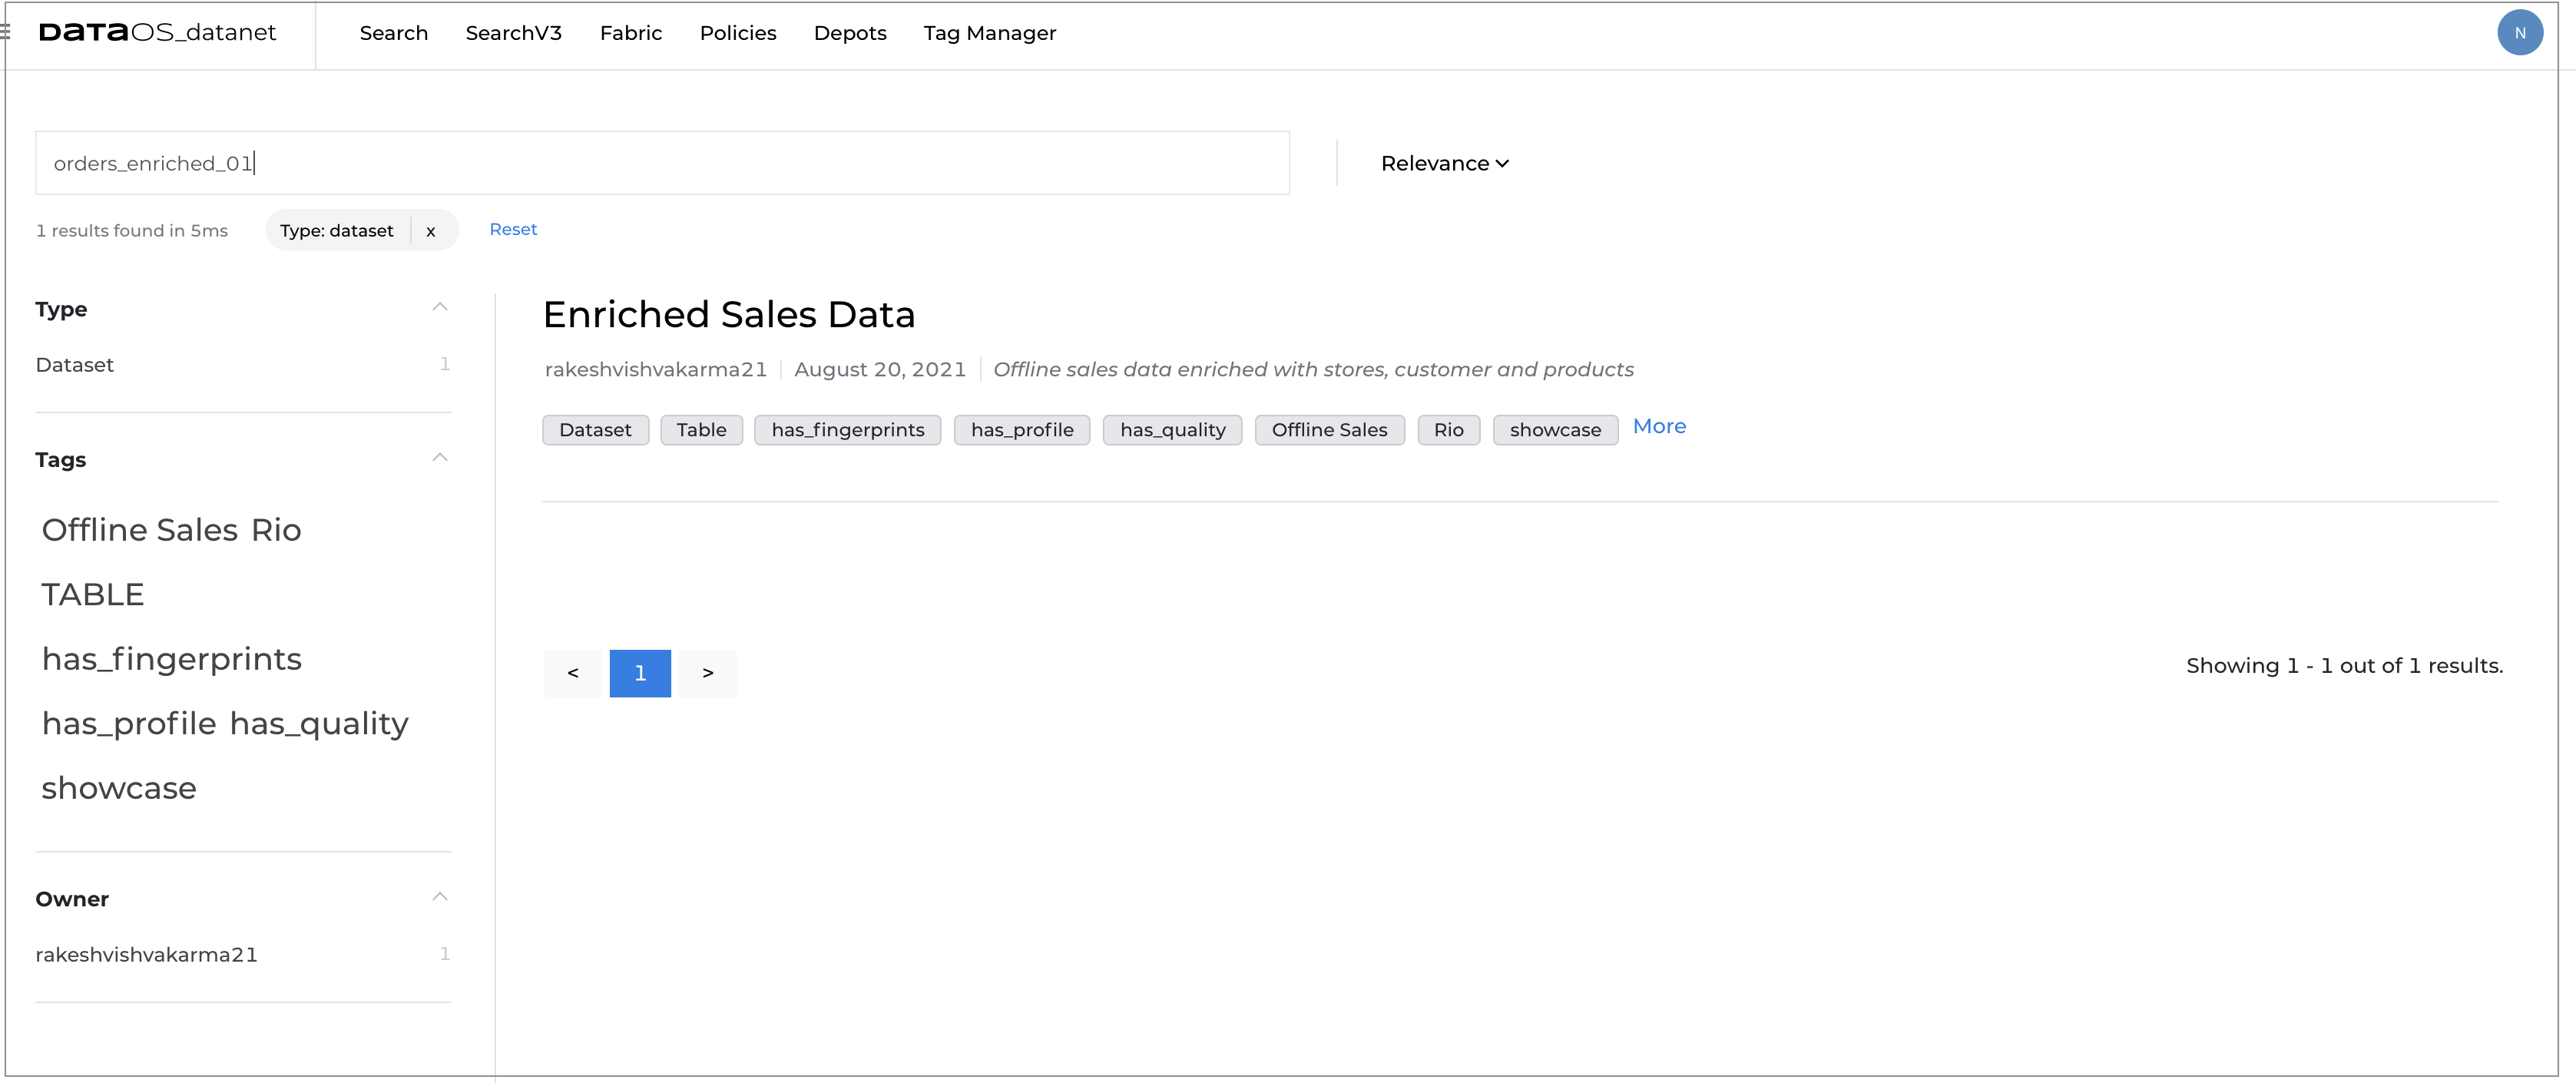 DATAOS_datanet Search SearchV3 Fabric Policies Depots Tag Manager N
orders_enriched_01 Relevance
1 results found in 5ms Type: dataset x Reset
Type
Dataset 1
Tags
Offline Sales Rio
TABLE
has_fingerprints
has_profile has_quality
showcase
Owner
rakeshvishvakarma21 1
Enriched Sales Data
rakeshvishvakarma21 August 20, 2021 Offline sales data enriched with stores, customer and products
Dataset Table has_fingerprints has_profile has_quality Offline Sales Rio showcase More
< 1 > Showing 1 - 1 out of 1 results.